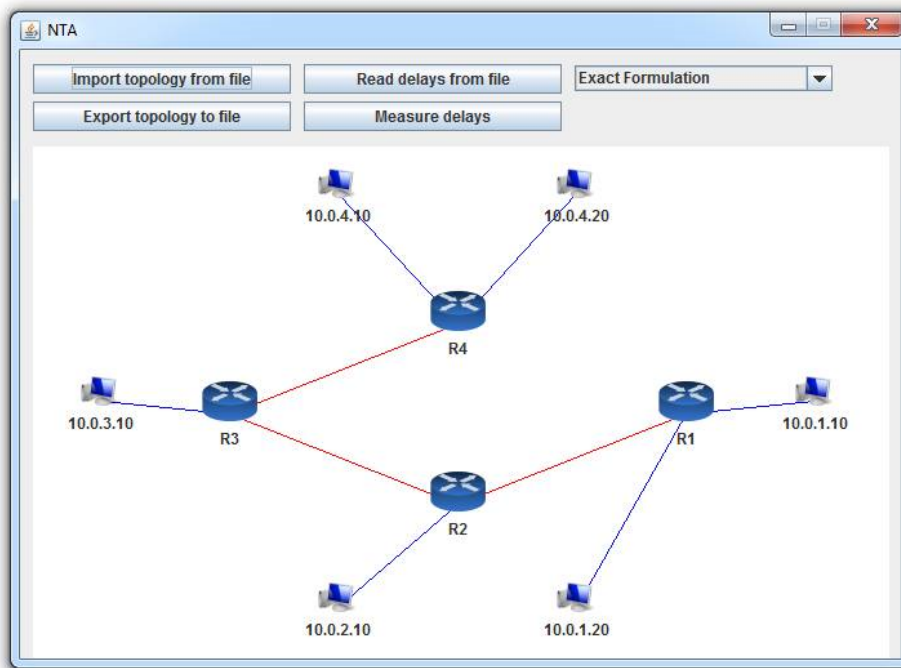 NTA
Import topology from file
Read delays from file
Exact Formulation
Export topology to file
Measure delays
10.0.4.10
10.0.4.20
R4
10.0.3.10
R3
R1
10.0.1.10
R2
10.0.2.10
10.0.1.20